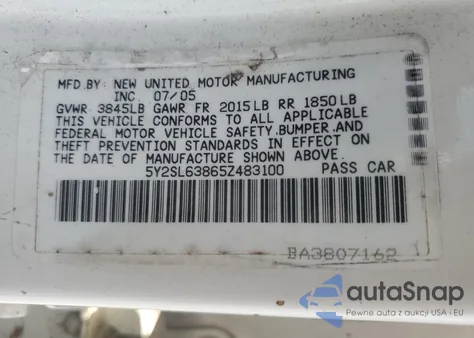 MFD.BY: NEW UNITED MOTOR MANUFACTURING
INC. 07/05
GVWR 3845LB GAWR FR 2015LB RR 1850LB
THIS VEHICLE CONFORMS TO ALL APPLICABLE
FEDERAL MOTOR VEHICLE SAFETY,BUMPER,AND
THEFT PREVENTION STANDARDS IN EFFECT ON
THE DATE OF MANUFACTURE SHOWN ABOVE.
5Y2SL63865Z483100 PASS CAR
BA3807162
autoSnap
Pewne auta z aukcji USA - EU